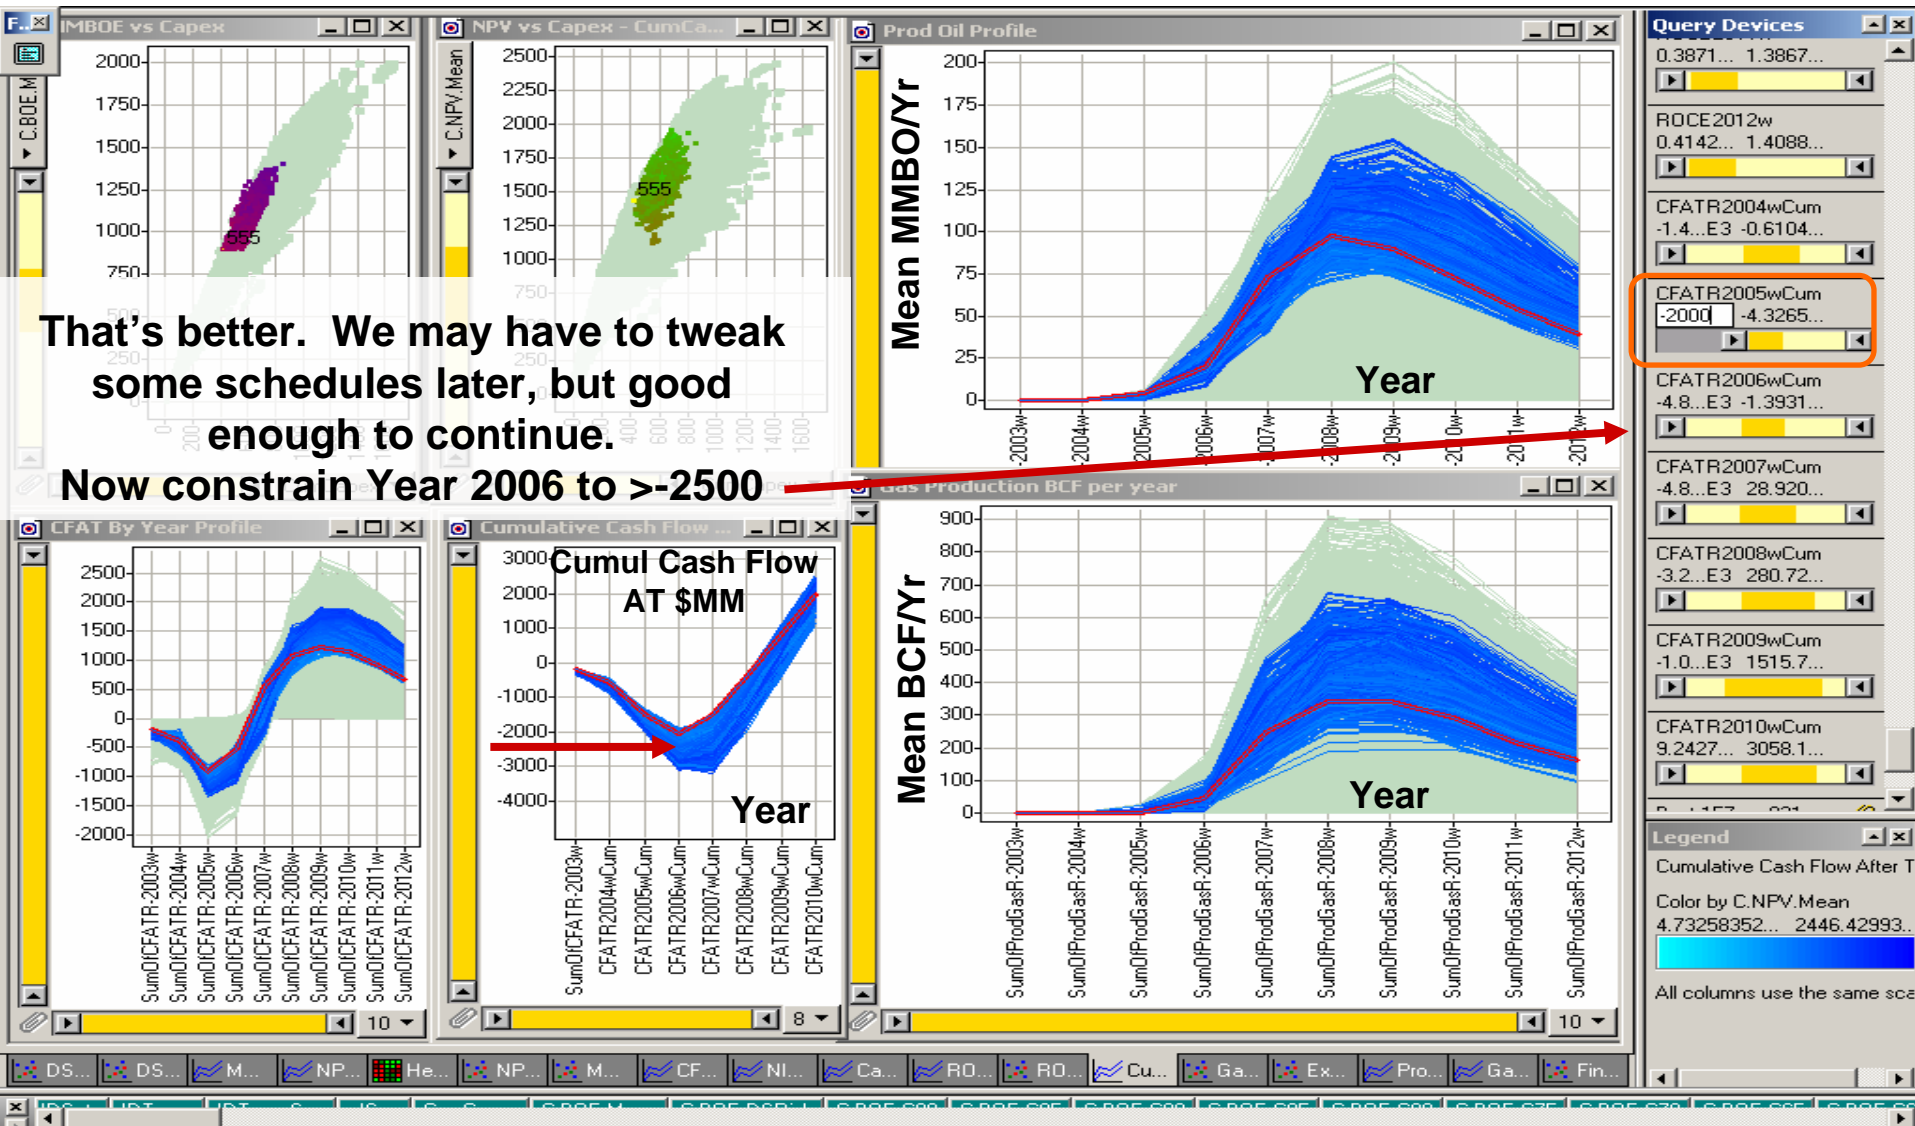 F..
MBOE vs Capex
C.BOE.M
2000
1750
1500
1250
1000
750
555
NPV vs Capex - CumCa...
C.NPV.Mean
2500
2250
2000
1750
1500
1250
1000
750
555
That's better. We may have to tweak
some schedules later, but good
enough to continue.
Now constrain Year 2006 to >-2500
Prod Oil Profile
Mean MMBO/Yr
200
175
150
125
100
75
50
25
0
Year
-2003w
-2004w
-2005w
-2006w
-2007w
-2008w
-2009w
-2010w
-2011w
-2012w
CFAT By Year Profile
2500
2000
1500
1000
500
0
-500
-1000
-1500
-2000
SumOfCFATR-2003w
SumOfCFATR-2004w
SumOfCFATR-2005w
SumOfCFATR-2006w
SumOfCFATR-2007w
SumOfCFATR-2008w
SumOfCFATR-2009w
SumOfCFATR-2010w
SumOfCFATR-2011w
SumOfCFATR-2012w
10
Cumulative Cash Flow ...
Cumul Cash Flow
AT $MM
3000
2000
1000
0
-1000
-2000
-3000
-4000
Year
SumOfCFATR-2003w
CFATR2004wCum
CFATR2005wCum
CFATR2006wCum
CFATR2007wCum
CFATR2008wCum
CFATR2009wCum
CFATR2010wCum
8
Gas Production BCF per year
Mean BCF/Yr
900
800
700
600
500
400
300
200
100
0
Year
SumOfProdGasR-2003w
SumOfProdGasR-2004w
SumOfProdGasR-2005w
SumOfProdGasR-2006w
SumOfProdGasR-2007w
SumOfProdGasR-2008w
SumOfProdGasR-2009w
SumOfProdGasR-2010w
SumOfProdGasR-2011w
SumOfProdGasR-2012w
10
Query Devices
0.3871... 1.3867...
ROCE2012w
0.4142... 1.4088...
CFATR2004wCum
-1.4...E3 -0.6104...
CFATR2005wCum
-2000 -4.3265...
CFATR2006wCum
-4.8...E3 -1.3931...
CFATR2007wCum
-4.8...E3 28.920...
CFATR2008wCum
-3.2...E3 280.72...
CFATR2009wCum
-1.0...E3 1515.7...
CFATR2010wCum
9.2427... 3058.1...
Legend
Cumulative Cash Flow After T
Color by C.NPV.Mean
4.73258352... 2446.42993..
All columns use the same sca
DS... DS... M... NP... He... NP... M... CF... NI... Ca... RO... RO... Cu... Ga... Ex... Pro... Ga... Fin...